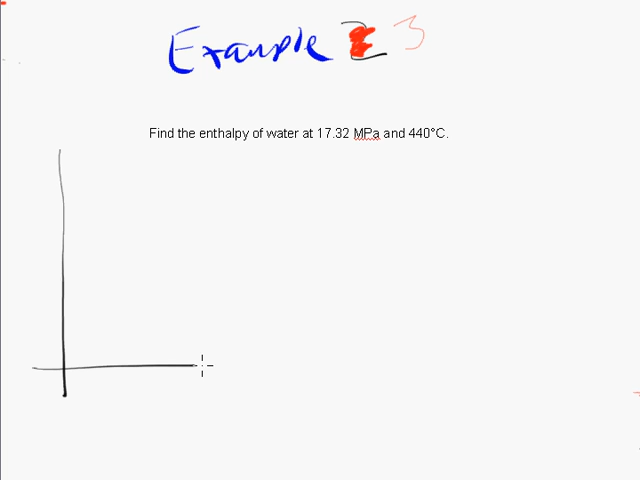 Example 3
Find the enthalpy of water at 17.32 MPa and 440°C.